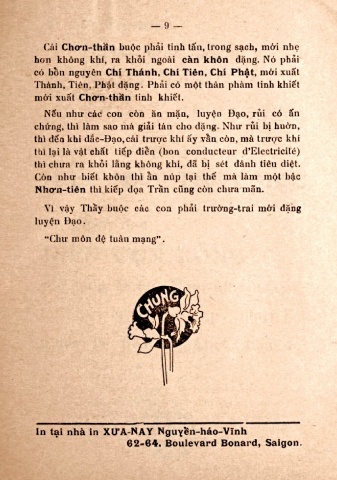 — 9 —
Cái Chơn-thần buộc phải tinh tấn, trong sạch, mới nhẹ
hơn không khí, ra khỏi ngoài càn khôn đặng. Nó phải
có bổn nguyên Chí Thánh, Chí Tiên, Chí Phật, mới xuất
Thánh, Tiên, Phật đặng. Phải có một thân phàm tinh khiết
mới xuất Chơn-thần tinh khiết.
Nếu như các con còn ăn mặn, luyện Đạo, rủi có ấn
chứng, thì làm sao mà giải tán cho đặng. Như rủi bị huờn,
thì đến khi đắc-Đạo, cái trược khí ấy vẫn còn, mà trược khí
thì lại là vật chất tiếp điển (bon conducteur d'Electricité)
thì chưa ra khỏi lằng không khí, đã bị sét đánh tiêu diệt.
Còn như biết khôn thì ẩn núp tại thế mà làm một bậc
Nhơn-tiên thì kiếp đọa Trần cũng còn chưa mãn.
Vì vậy Thầy buộc các con phải trường-trai mới đặng
luyện Đạo.
“Chư môn đệ tuân mạng”.
CHUNG
In tại nhà in XƯA-NAY Nguyễn-háo-Vĩnh
62-64. Boulevard Bonard, Saigon.